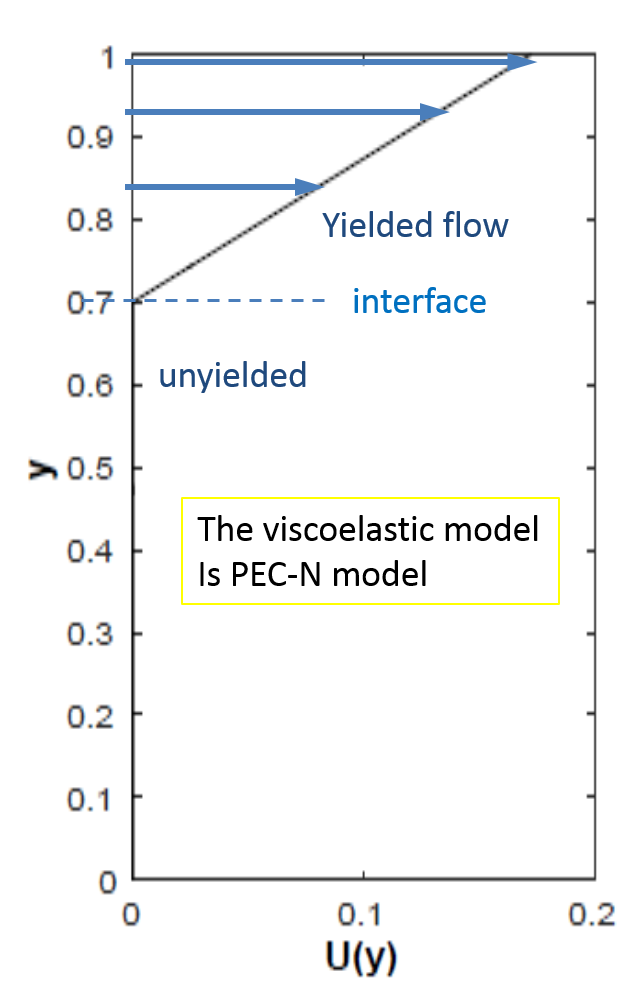 1
0.9
0.8
Yielded flow
0.7
interface
0.6
unyielded
y
0.5
The viscoelastic model
Is PEC-N model
0.4
0.3
0.2
0.1
0
0
0.1
0.2
U(y)